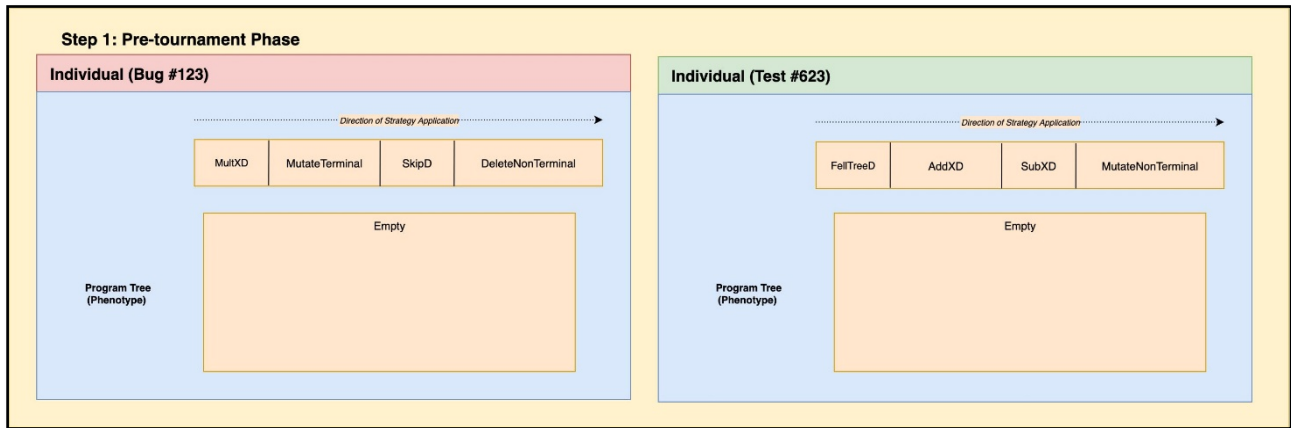 Step 1: Pre-tournament Phase
Individual (Bug #123)
Direction of Strategy Application
MultXD MutateTerminal SkipD DeleteNonTerminal
Empty
Program Tree
(Phenotype)
Individual (Test #623)
Direction of Strategy Application
FellTreeD AddXD SubXD MutateNonTerminal
Empty
Program Tree
(Phenotype)